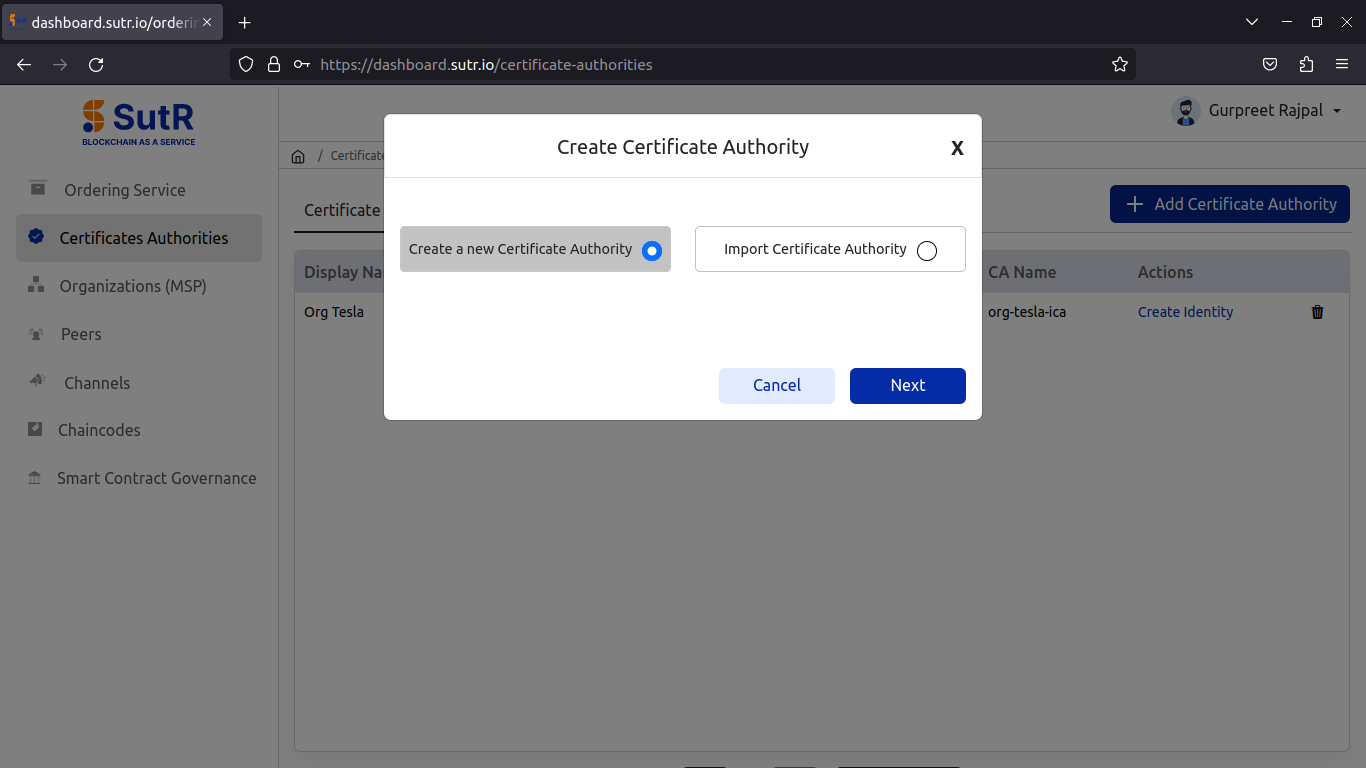 dashboard.sutr.io/orderin
https://dashboard.sutr.io/certificate-authorities
SutR
BLOCKCHAIN AS A SERVICE
Gurpreet Rajpal
Create Certificate Authority
X
/ Certificate
Ordering Service
Certificate
Add Certificate Authority
Certificates Authorities
Create a new Certificate Authority
Import Certificate Authority
Display Na
CA Name
Actions
Organizations (MSP)
Org Tesla
org-tesla-ica
Create Identity
Peers
Channels
Cancel
Next
Chaincodes
Smart Contract Governance